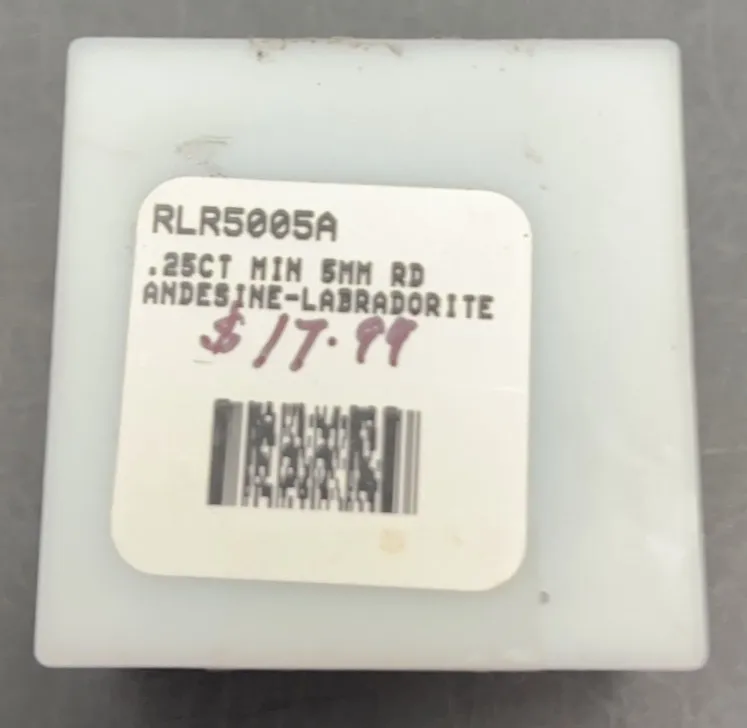 RLR5005A
.25CT MIN 5MM RD
ANDESINE-LABRADORITE
$17.99